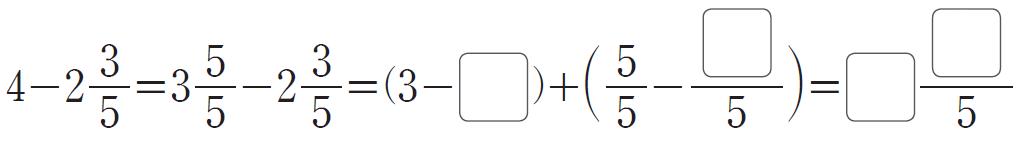 4 − 2 3/5 = 3 5/5 − 2 3/5 = (3 − □) + (5/5 − □/5) = □ □/5